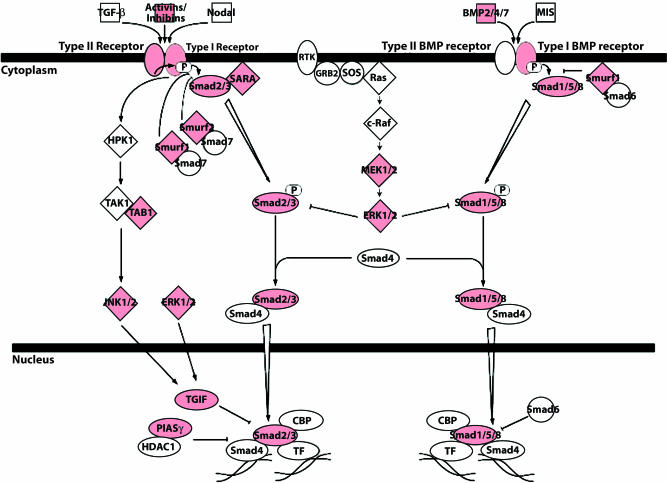 TGF-β
Activins/
Inhibins
Nodal
BMP2/4/7
MIS
Type II Receptor
Type I Receptor
Type II BMP receptor
Type I BMP receptor
Cytoplasm
P
Smad2/3
SARA
RTK
GRB2
SOS
Ras
P
Smad1/5/8
Smurf1
Smad6
HPK1
Smurf2
Smad7
Smurf1
Smad7
c-Raf
MEK1/2
TAK1
TAB1
P
Smad2/3
ERK1/2
P
Smad1/5/8
Smad4
JNK1/2
ERK1/2
Smad2/3
Smad4
Smad1/5/8
Smad4
Nucleus
TGIF
PIASγ
HDAC1
CBP
Smad2/3
Smad4
TF
CBP
Smad1/5/8
TF
Smad4
Smad6